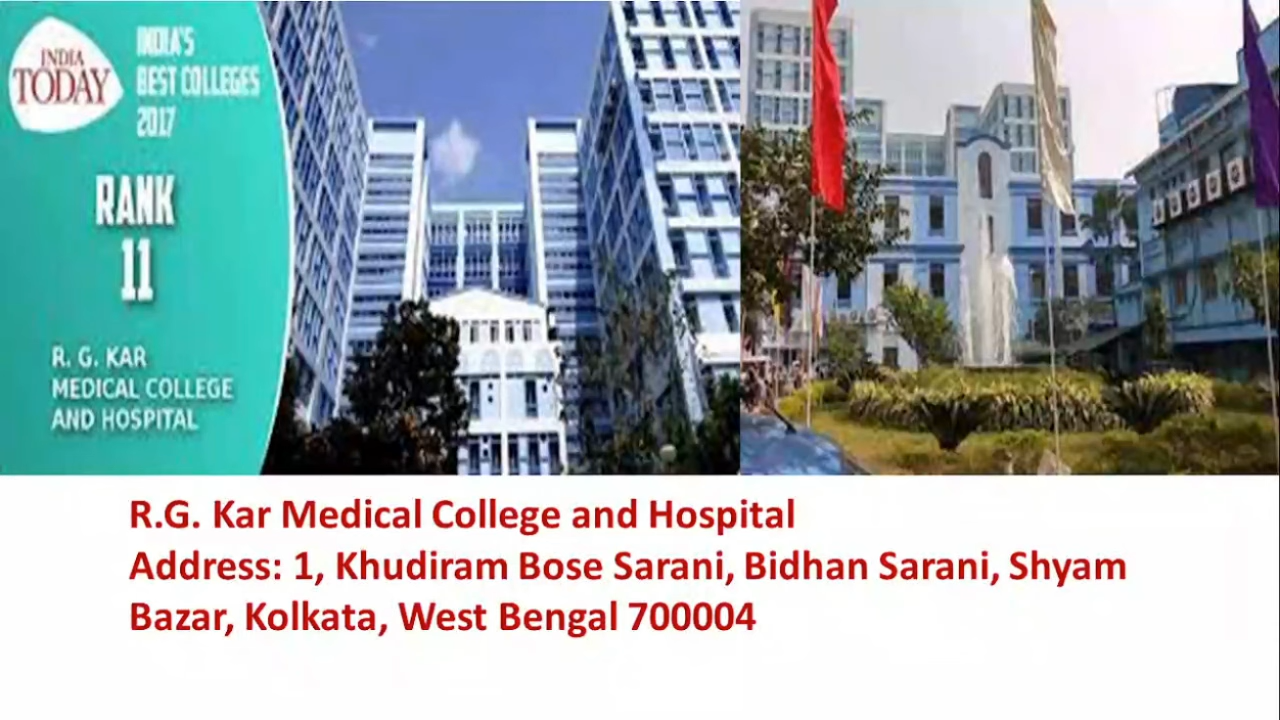 INDIA
TODAY
INDIA'S
BEST COLLEGES
2017
RANK
11
R. G. KAR
MEDICAL COLLEGE
AND HOSPITAL
R.G. Kar Medical College and Hospital
Address: 1, Khudiram Bose Sarani, Bidhan Sarani, Shyam
Bazar, Kolkata, West Bengal 700004